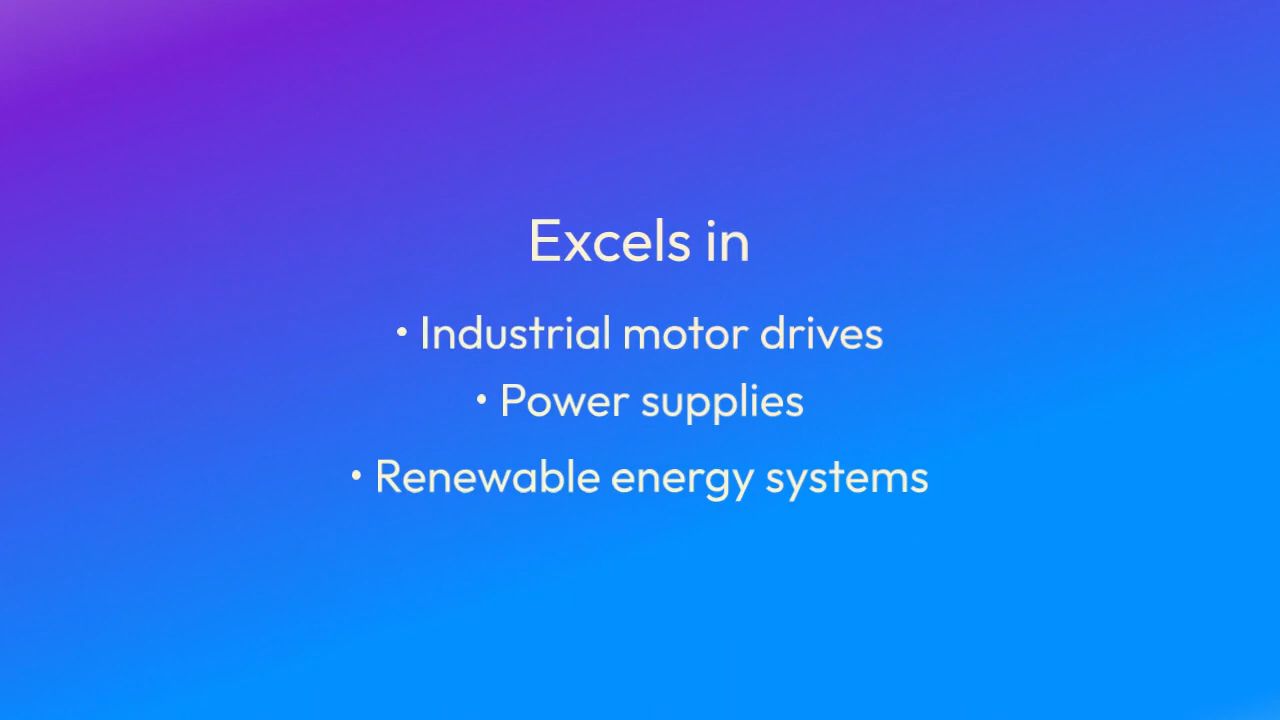 Excels in
• Industrial motor drives
• Power supplies
• Renewable energy systems